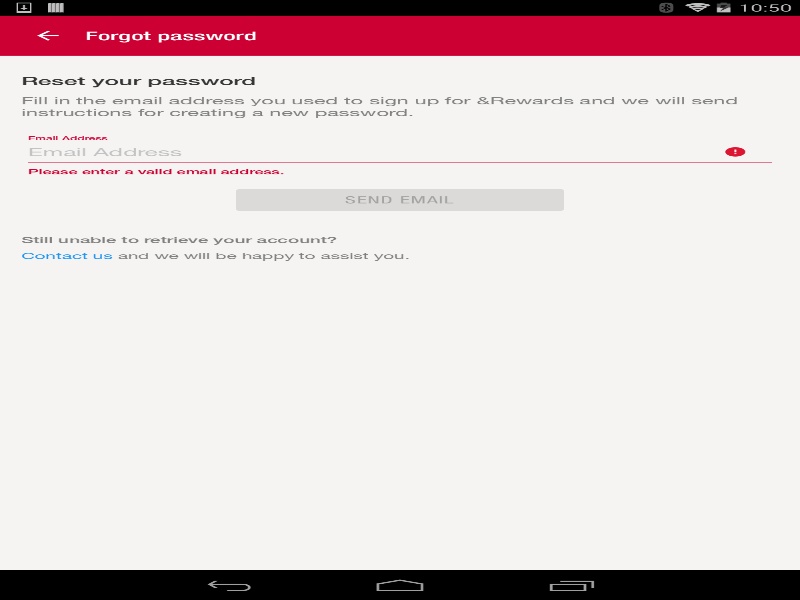 10:50
Forgot password
Reset your password
Fill in the email address you used to sign up for &Rewards and we will send
instructions for creating a new password.
Email Address
Email Address
Please enter a valid email address.
SEND EMAIL
Still unable to retrieve your account?
Contact us and we will be happy to assist you.